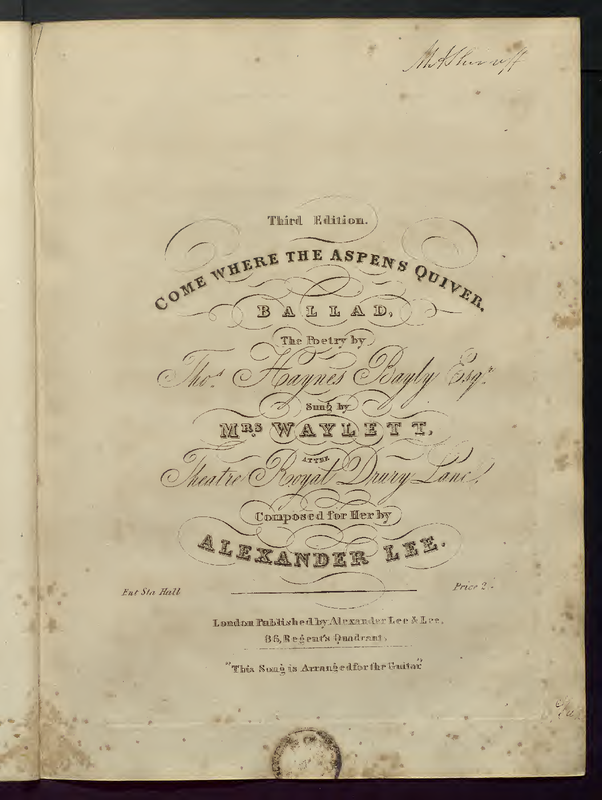 Third Edition.
COME WHERE THE ASPENS QUIVER,
BALLAD,
The Poetry by
Thos. Haynes Bayly Esqr.
Sung by
MRS. WAYLETT,
AT THE
Theatre Royal Drury Lane,
Composed for Her by
ALEXANDER LEE.
Ent Sta Hall
Price 2/-
London Published by Alexander Lee & Lee,
86, Regent's Quadrant.
"This Song is Arranged for the Guitar"